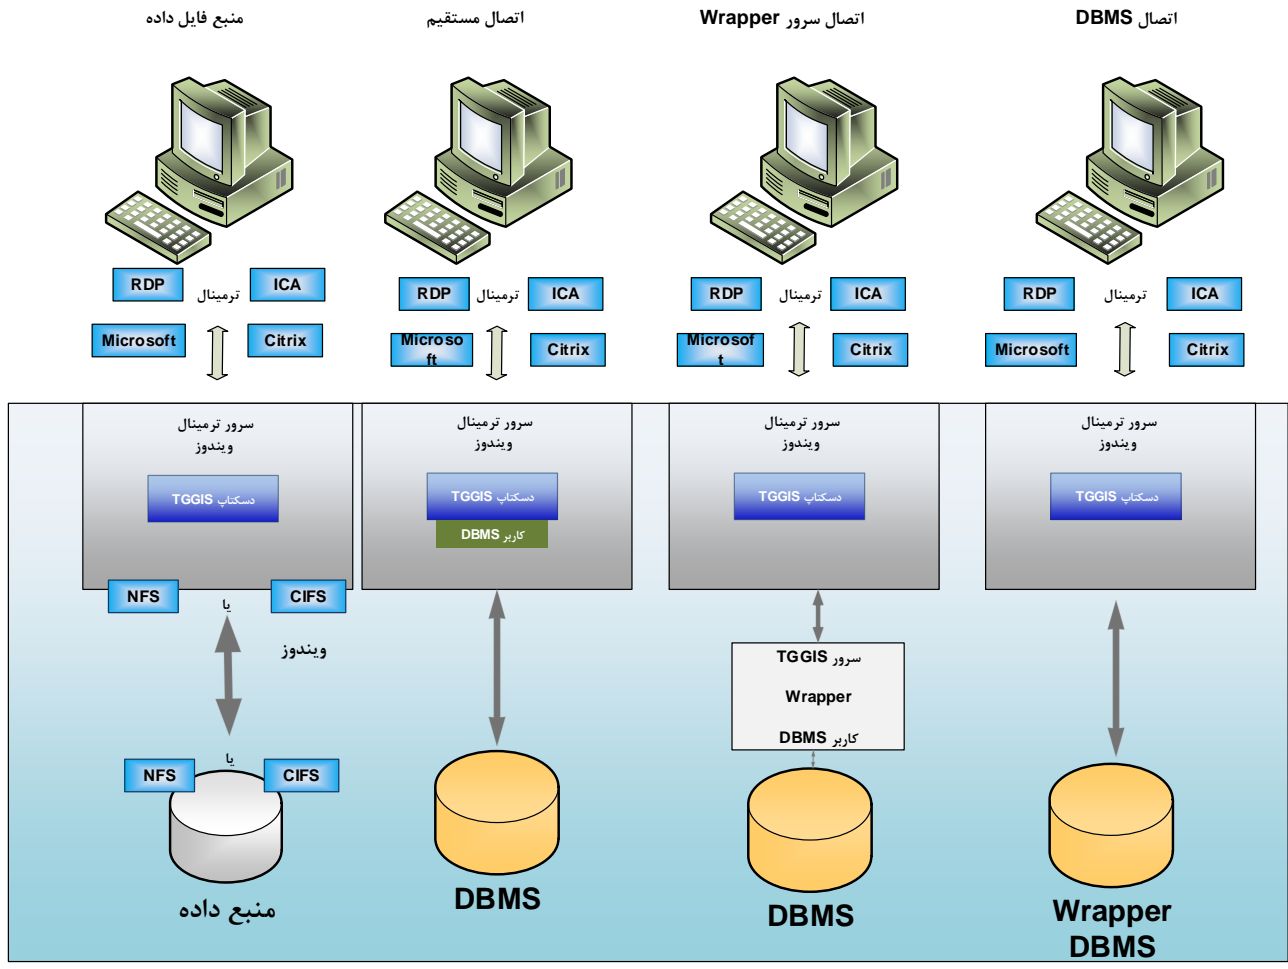 منبع فایل داده
اتصال مستقیم
اتصال سرور Wrapper
اتصال DBMS
RDP
ترمینال
ICA
Microsoft
Citrix
RDP
ترمینال
ICA
Microso
ft
Citrix
RDP
ترمینال
ICA
Microsof
t
Citrix
RDP
ترمینال
ICA
Microsoft
Citrix
سرور ترمینال
ویندوز
دسکتاپ TGGIS
NFS
یا
CIFS
ویندوز
یا
NFS
CIFS
منبع داده
سرور ترمینال
ویندوز
دسکتاپ TGGIS
کاربر DBMS
DBMS
سرور ترمینال
ویندوز
دسکتاپ TGGIS
سرور TGGIS
Wrapper
کاربر DBMS
DBMS
سرور ترمینال
ویندوز
دسکتاپ TGGIS
Wrapper
DBMS